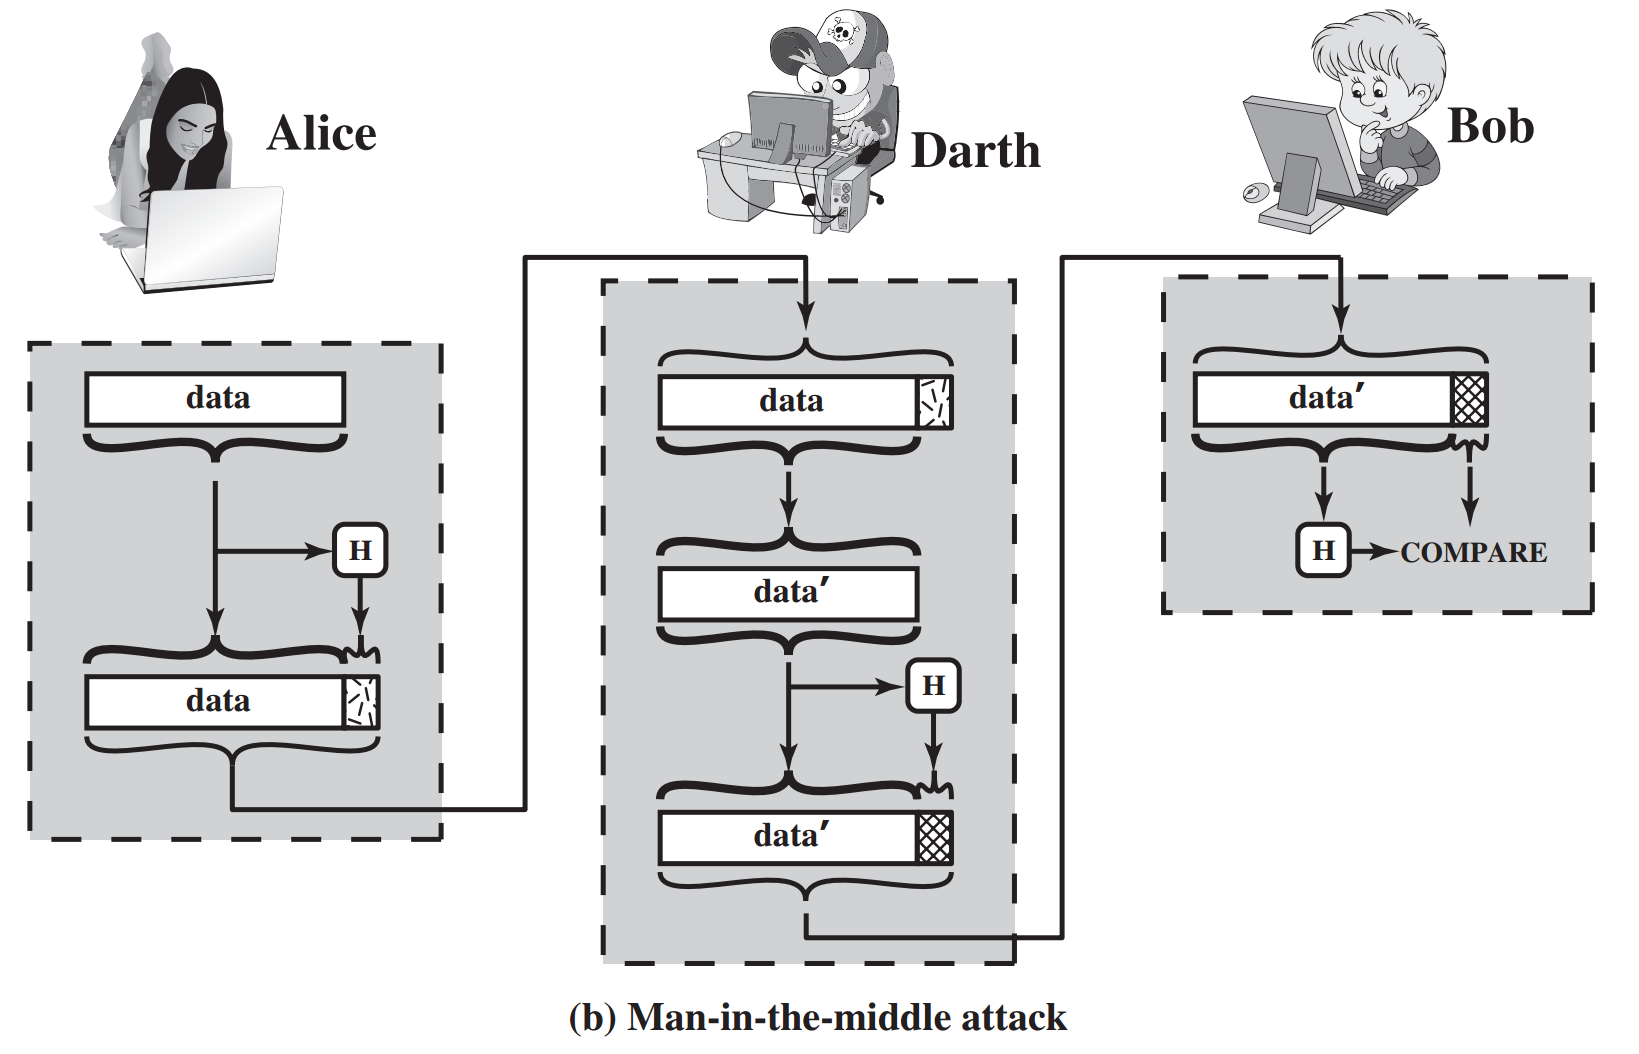 Alice
Darth
Bob
data
H
data
data
data′
H
data′
data′
H
COMPARE
(b) Man-in-the-middle attack